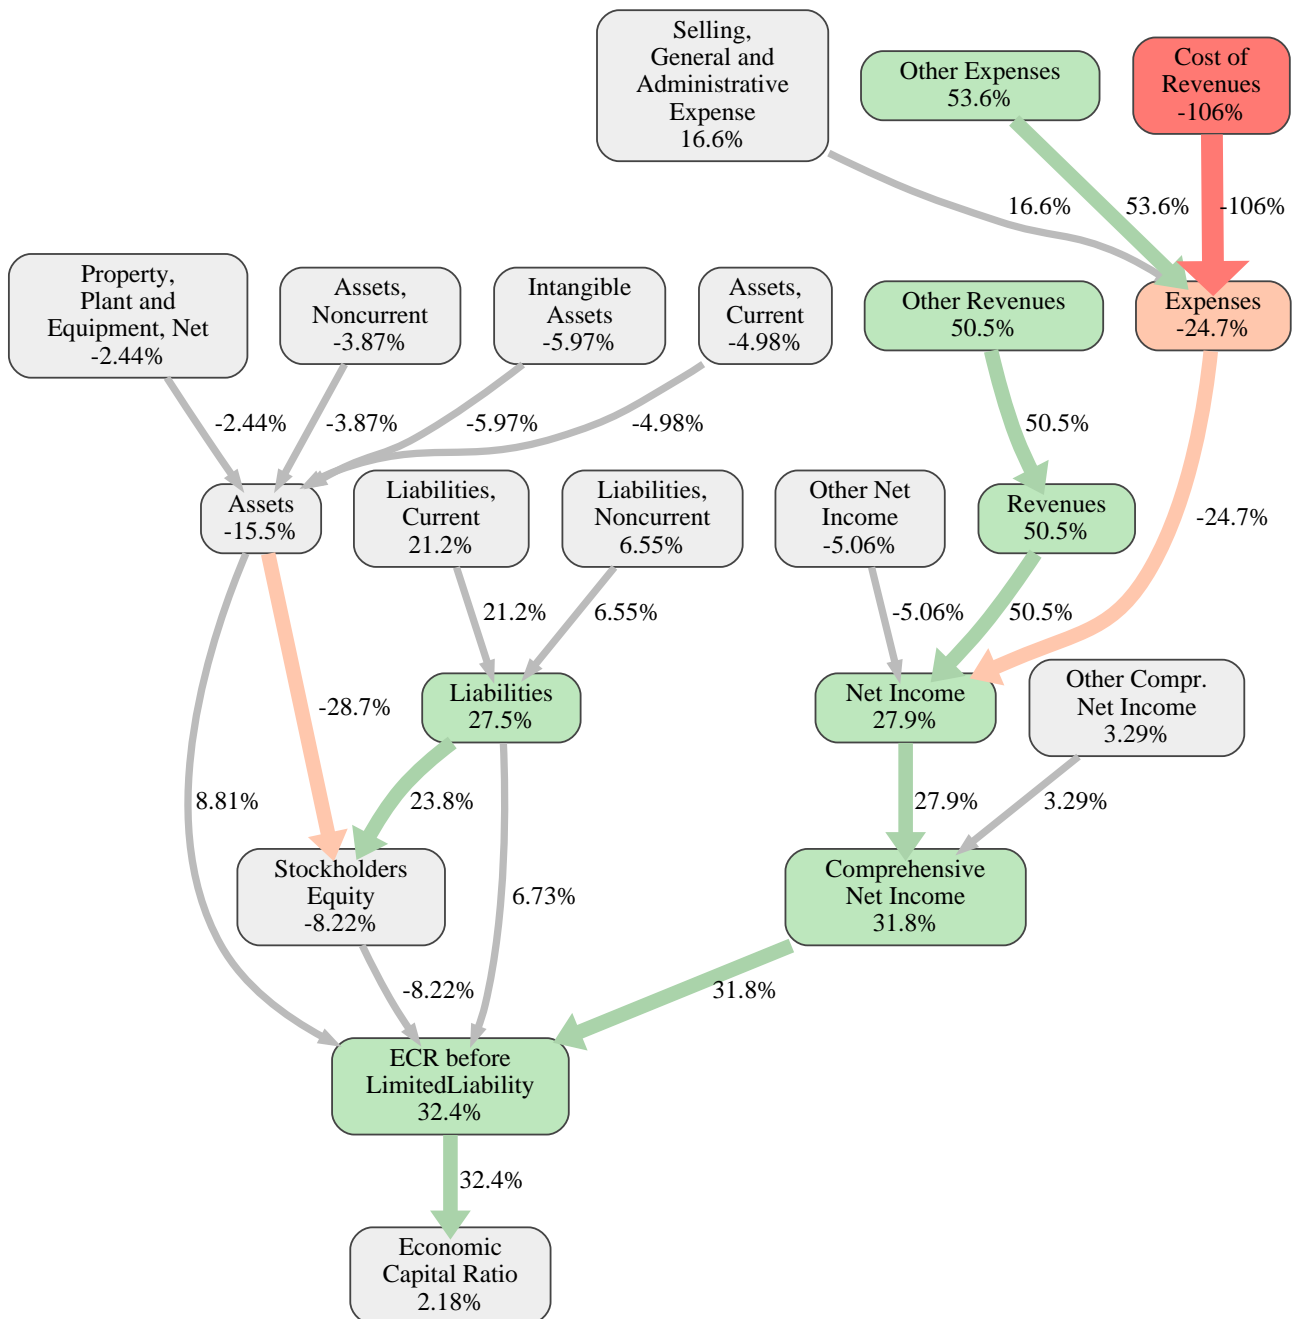 Selling,
General and
Administrative
Expense
16.6%
Other Expenses
53.6%
Cost of
Revenues
-106%
16.6%
53.6%
-106%
Property,
Plant and
Equipment, Net
-2.44%
Assets,
Noncurrent
-3.87%
Intangible
Assets
-5.97%
Assets,
Current
-4.98%
Other Revenues
50.5%
Expenses
-24.7%
-2.44%
-3.87%
-5.97%
-4.98%
50.5%
-24.7%
Assets
-15.5%
Liabilities,
Current
21.2%
Liabilities,
Noncurrent
6.55%
Other Net
Income
-5.06%
Revenues
50.5%
21.2%
6.55%
-5.06%
50.5%
-28.7%
Liabilities
27.5%
Net Income
27.9%
Other Compr.
Net Income
3.29%
8.81%
23.8%
27.9%
3.29%
Stockholders
Equity
-8.22%
6.73%
Comprehensive
Net Income
31.8%
-8.22%
31.8%
ECR before
LimitedLiability
32.4%
32.4%
Economic
Capital Ratio
2.18%